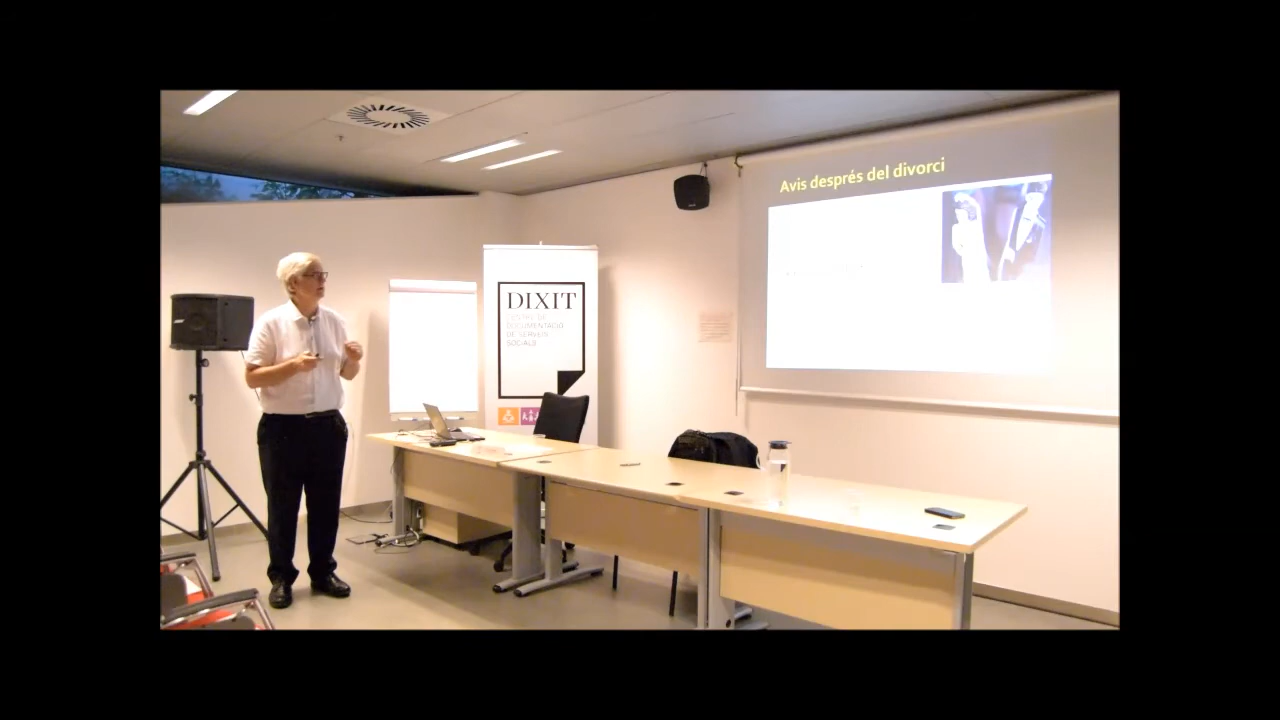 Avis després del divorci
DIXIT
CENTRE DE
DOCUMENTACIÓ
DE SERVEIS
SOCIALS